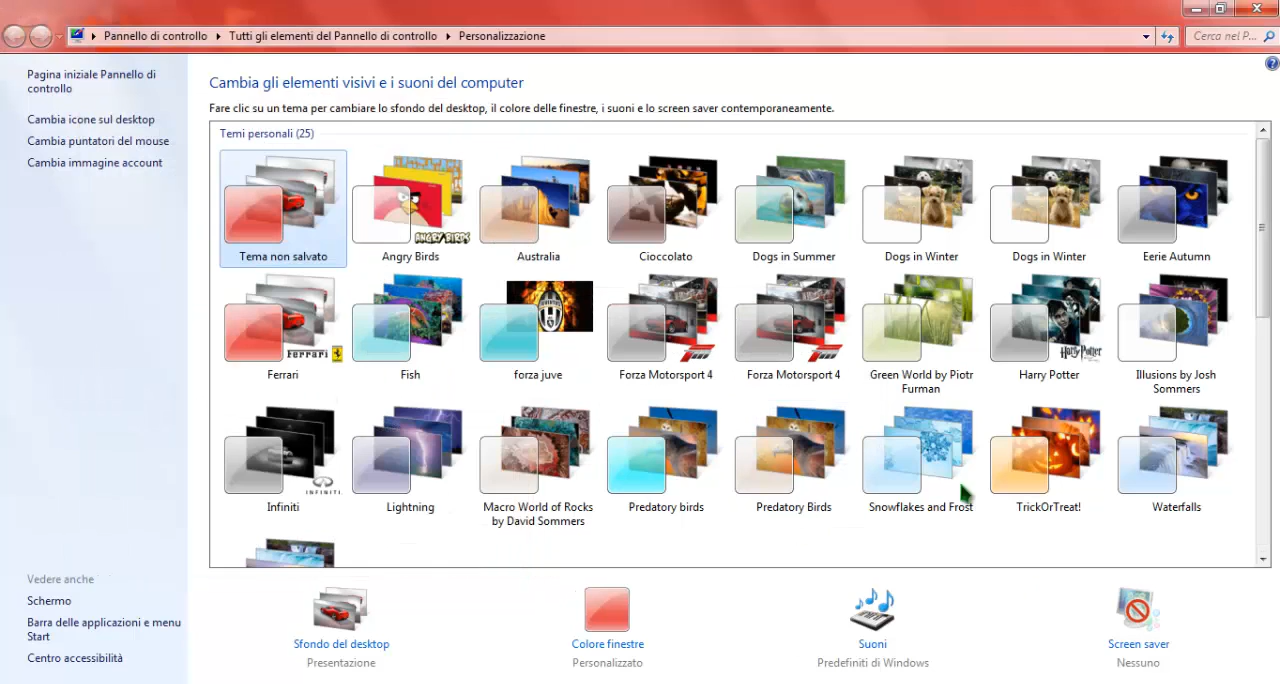 Pannello di controllo Tutti gli elementi del Pannello di controllo Personalizzazione
Cerca nel P...
Pagina iniziale Pannello di
controllo
Cambia icone sul desktop
Cambia puntatori del mouse
Cambia immagine account
Cambia gli elementi visivi e i suoni del computer
Fare clic su un tema per cambiare lo sfondo del desktop, il colore delle finestre, i suoni e lo screen saver contemporaneamente.
Temi personali (25)
ANGRY BIRDS
Tema non salvato
Angry Birds
Australia
Cioccolato
Dogs in Summer
Dogs in Winter
Dogs in Winter
Eerie Autumn
Ferrari
Harry Potter
Ferrari
Fish
forza juve
Forza Motorsport 4
Forza Motorsport 4
Green World by Piotr
Furman
Harry Potter
Illusions by Josh
Sommers
INFINITI
Infiniti
Lightning
Macro World of Rocks
by David Sommers
Predatory birds
Predatory Birds
Snowflakes and Frost
TrickOrTreat!
Waterfalls
Vedere anche
Schermo
Barra delle applicazioni e menu
Start
Centro accessibilità
Sfondo del desktop
Presentazione
Colore finestre
Personalizzato
Suoni
Predefiniti di Windows
Screen saver
Nessuno